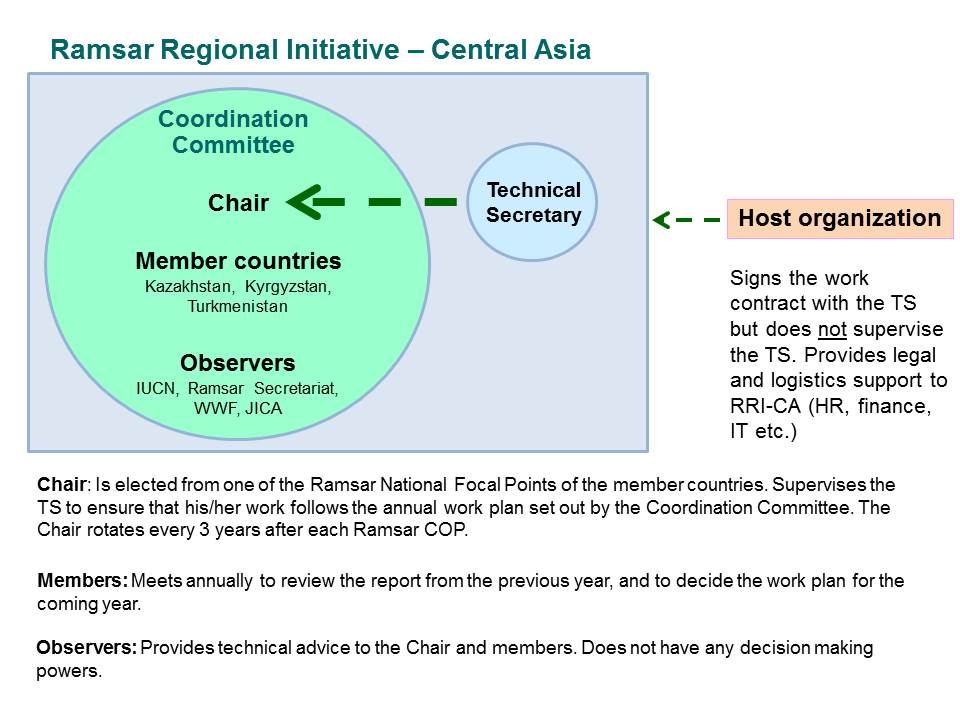 Ramsar Regional Initiative – Central Asia
Coordination
Committee
Chair
Member countries
Kazakhstan, Kyrgyzstan,
Turkmenistan
Observers
IUCN, Ramsar Secretariat,
WWF, JICA
Technical
Secretary
Host organization
Signs the work
contract with the TS
but does not supervise
the TS. Provides legal
and logistics support to
RRI-CA (HR, finance,
IT etc.)
Chair: Is elected from one of the Ramsar National Focal Points of the member countries. Supervises the
TS to ensure that his/her work follows the annual work plan set out by the Coordination Committee. The
Chair rotates every 3 years after each Ramsar COP.
Members: Meets annually to review the report from the previous year, and to decide the work plan for the
coming year.
Observers: Provides technical advice to the Chair and members. Does not have any decision making
powers.